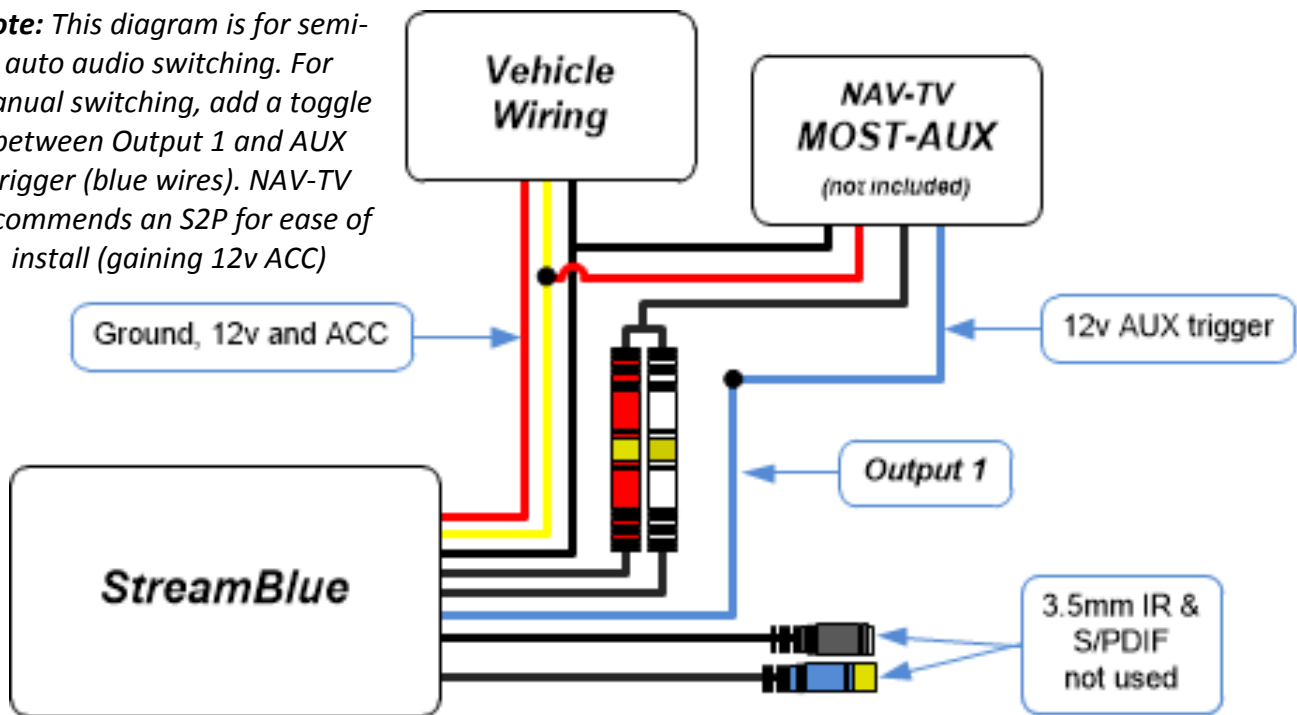 ote: This diagram is for semi-
auto audio switching. For
anual switching, add a toggle
between Output 1 and AUX
rigger (blue wires). NAV-TV
commends an S2P for ease of
install (gaining 12v ACC)
Vehicle
Wiring
NAV-TV
MOST-AUX
(not included)
Ground, 12v and ACC
12v AUX trigger
Output 1
StreamBlue
3.5mm IR &
S/PDIF
not used